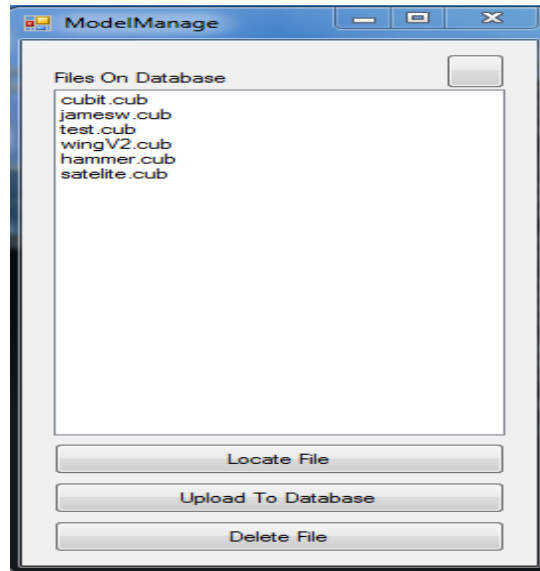 ModelManage
Files On Database
cubit.cub
jamesw.cub
test.cub
wingV2.cub
hammer.cub
satelite.cub
Locate File
Upload To Database
Delete File